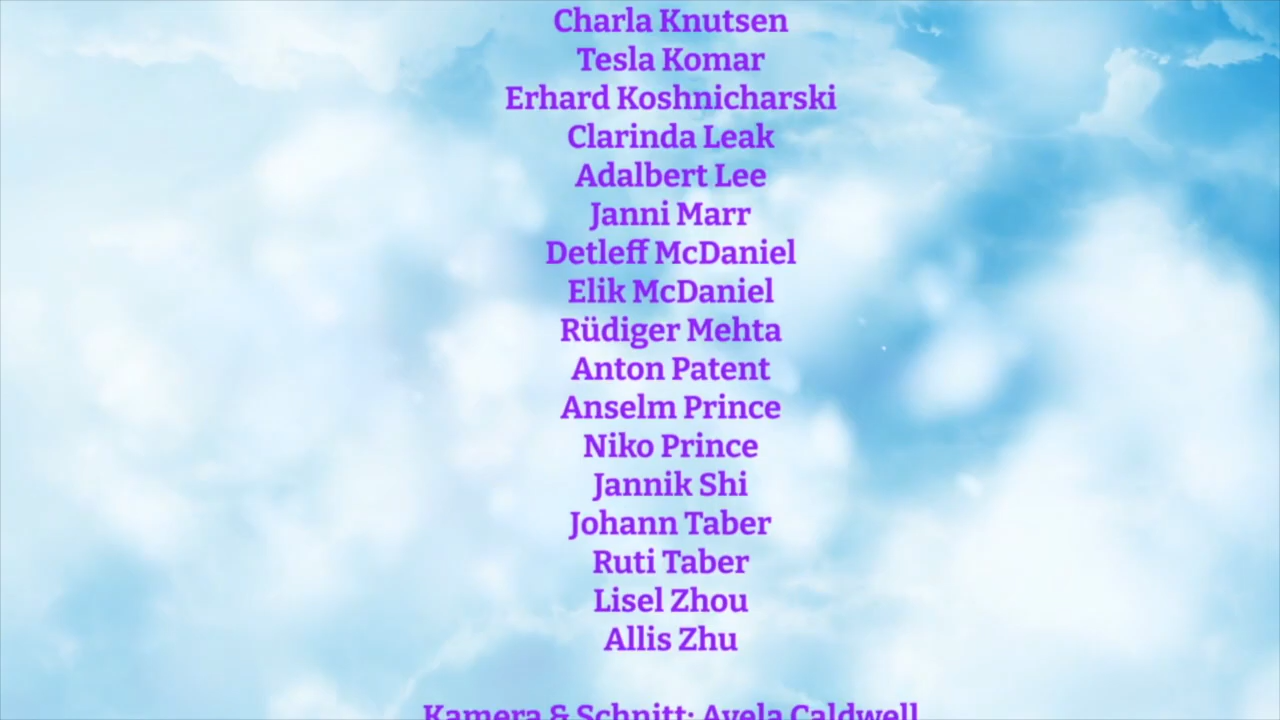 Charla Knutsen
Tesla Komar
Erhard Koshnicharski
Clarinda Leak
Adalbert Lee
Janni Marr
Detleff McDaniel
Elik McDaniel
Rüdiger Mehta
Anton Patent
Anselm Prince
Niko Prince
Jannik Shi
Johann Taber
Ruti Taber
Lisel Zhou
Allis Zhu
Kamera & Schnitt: Avela Caldwell